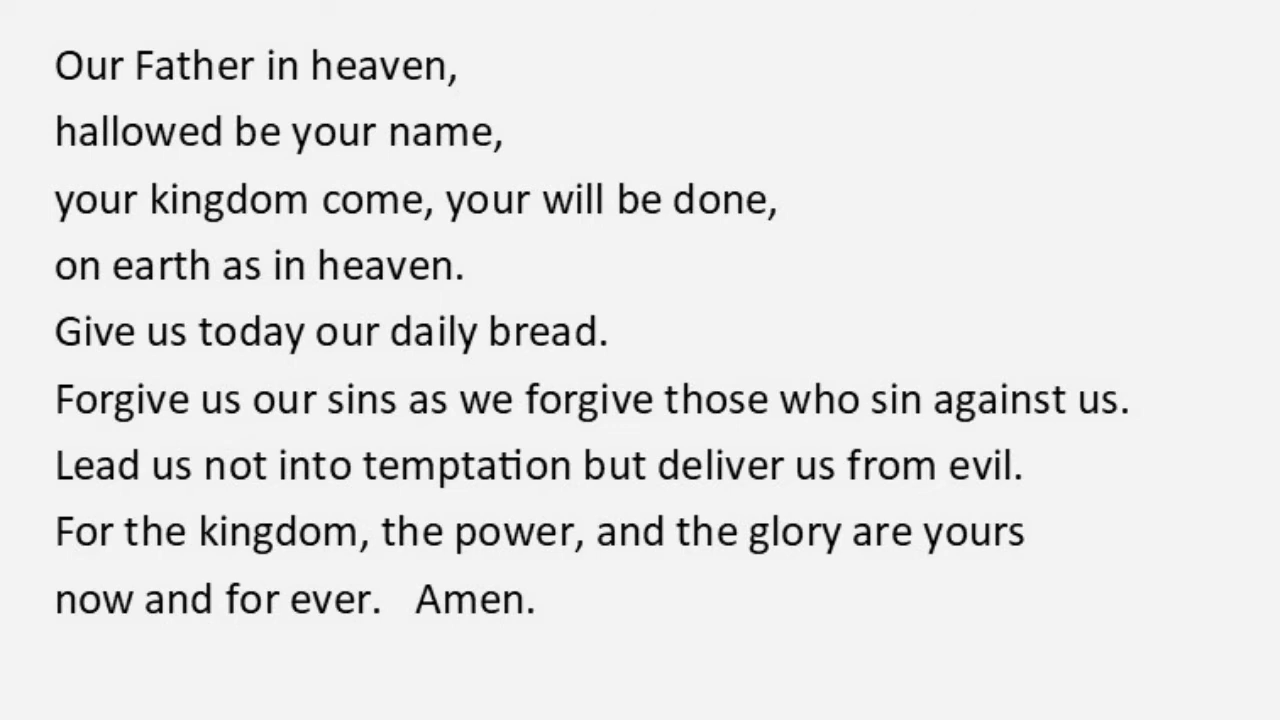 Our Father in heaven,
hallowed be your name,
your kingdom come, your will be done,
on earth as in heaven.
Give us today our daily bread.
Forgive us our sins as we forgive those who sin against us.
Lead us not into temptation but deliver us from evil.
For the kingdom, the power, and the glory are yours
now and for ever.   Amen.